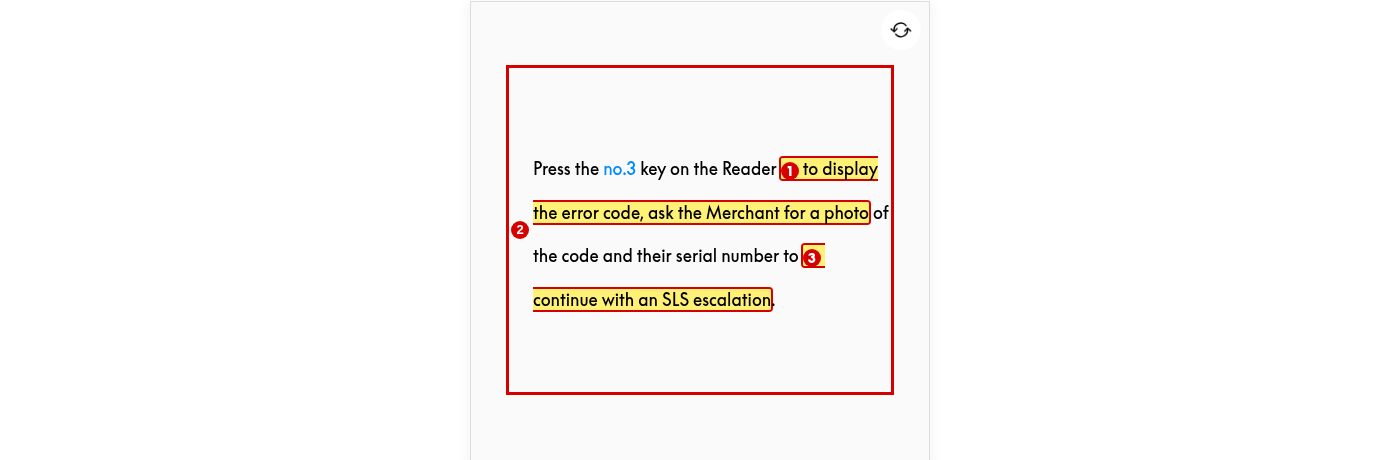 Press the no.3 key on the Reader 1 to display
the error code, ask the Merchant for a photo of
2
the code and their serial number to 3
continue with an SLS escalation.